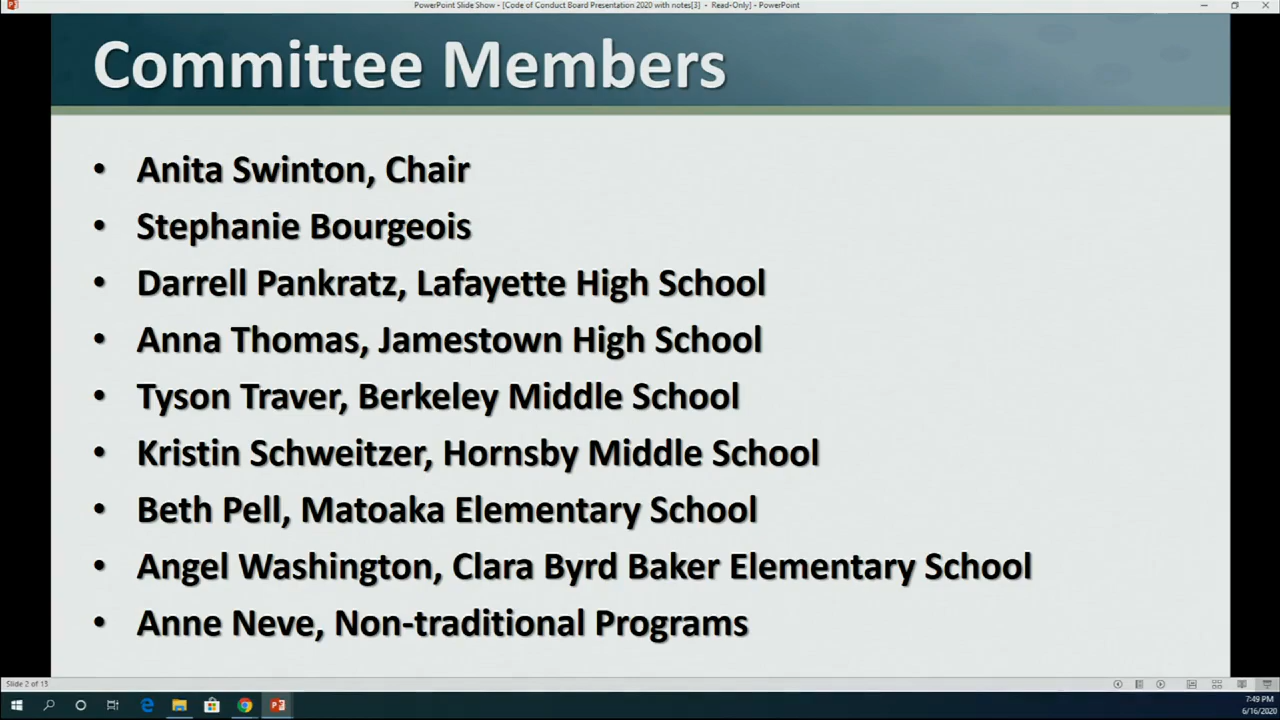 PowerPoint Slide Show - [Code of Conduct Board Presentation 2020 with notes[3] - Read-Only] - PowerPoint
Committee Members
• Anita Swinton, Chair
• Stephanie Bourgeois
• Darrell Pankratz, Lafayette High School
• Anna Thomas, Jamestown High School
• Tyson Traver, Berkeley Middle School
• Kristin Schweitzer, Hornsby Middle School
• Beth Pell, Matoaka Elementary School
• Angel Washington, Clara Byrd Baker Elementary School
• Anne Neve, Non-traditional Programs
Slide 2 of 13
7:49 PM
6/16/2020